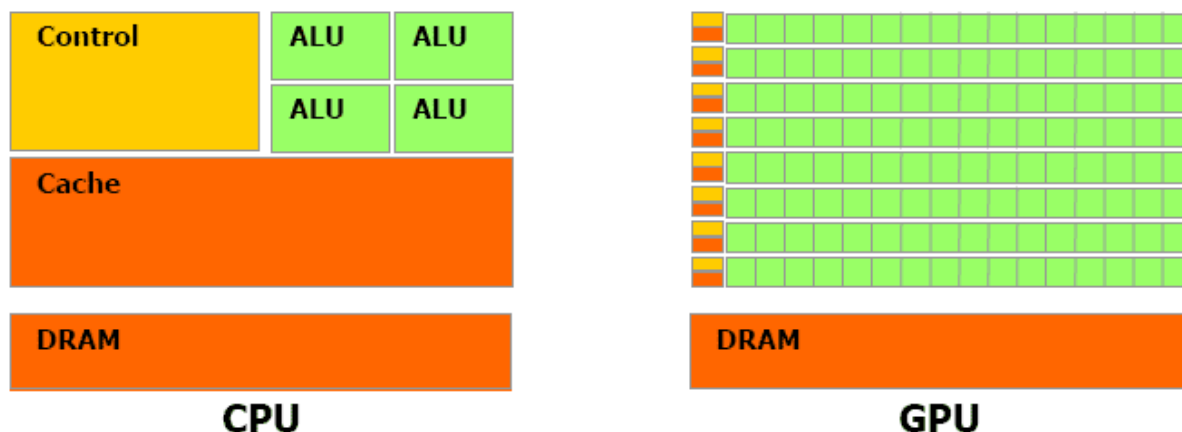 Control
ALU ALU
ALU ALU
Cache
DRAM
CPU
DRAM
GPU